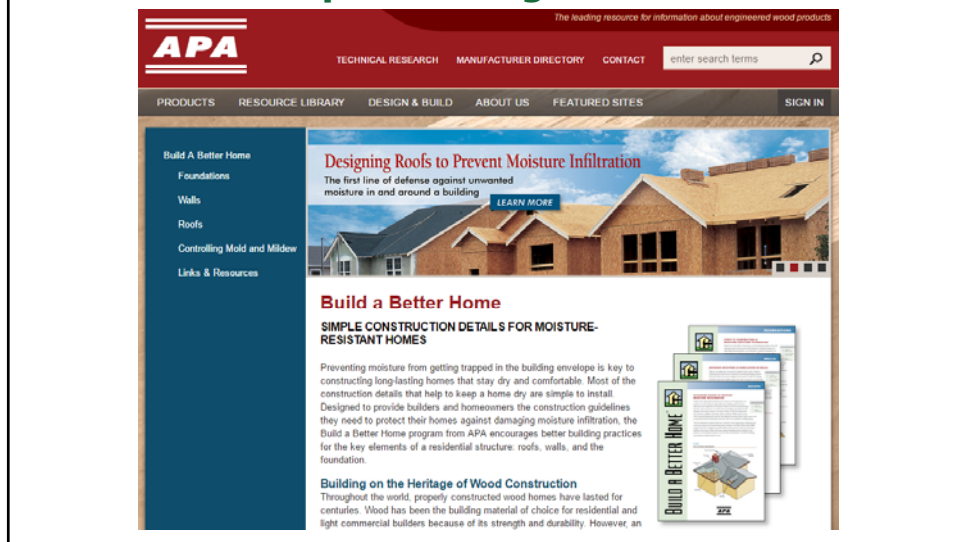 The leading resource for information about engineered wood products
APA
TECHNICAL RESEARCH MANUFACTURER DIRECTORY CONTACT enter search terms
PRODUCTS RESOURCE LIBRARY DESIGN & BUILD ABOUT US FEATURED SITES SIGN IN
Build A Better Home
Foundations
Walls
Roofs
Controlling Mold and Mildew
Links & Resources
Designing Roofs to Prevent Moisture Infiltration
The first line of defense against unwanted
moisture in and around a building
LEARN MORE
Build a Better Home
SIMPLE CONSTRUCTION DETAILS FOR MOISTURE-
RESISTANT HOMES
Preventing moisture from getting trapped in the building envelope is key to
constructing long-lasting homes that stay dry and comfortable. Most of the
construction details that help to keep a home dry are simple to install.
Designed to provide builders and homeowners the construction guidelines
they need to protect their homes against damaging moisture infiltration, the
Build a Better Home program from APA encourages better building practices
for the key elements of a residential structure: roofs, walls, and the
foundation.
Building on the Heritage of Wood Construction
Throughout the world, properly constructed wood homes have lasted for
centuries. Wood has been the building material of choice for residential and
light commercial builders because of its strength and durability. However, an
BUILD A BETTER HOME
APA